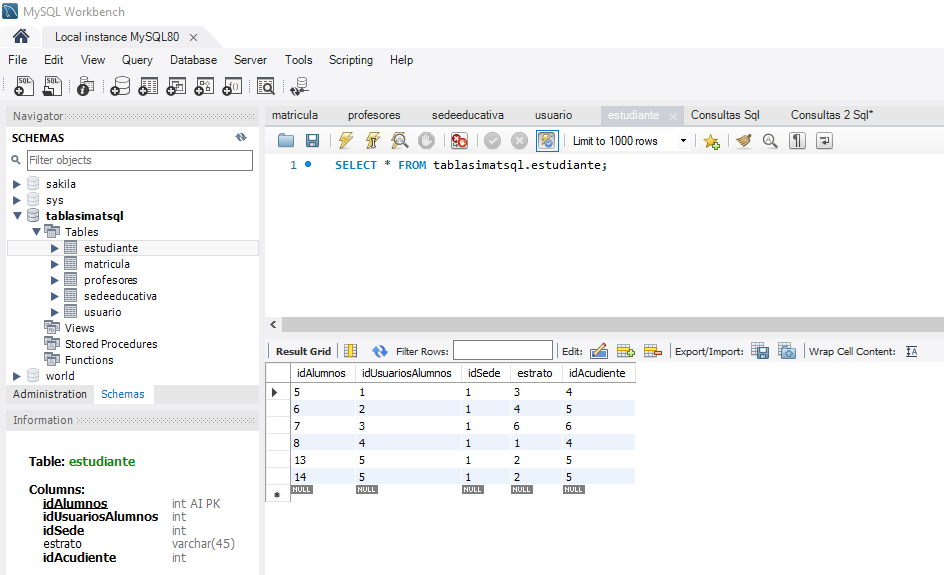 MySQL Workbench
Local instance MySQL80
File Edit View Query Database Server Tools Scripting Help
Navigator
SCHEMAS
Filter objects
sakila
sys
tablasimatsql
Tables
estudiante
matricula
profesores
sedeeducativa
usuario
Views
Stored Procedures
Functions
world
Administration Schemas
Information
Table: estudiante
Columns:
idAlumnos int AI PK
idUsuariosAlumnos int
idSede int
estrato varchar(45)
idAcudiente int
matricula profesores sedeeducativa usuario estudiante Consultas Sql Consultas 2 Sql*
Limit to 1000 rows
1 SELECT * FROM tablasimatsql.estudiante;
Result Grid Filter Rows: Edit: Export/Import: Wrap Cell Content:
idAlumnos idUsuariosAlumnos idSede estrato idAcudiente
5 1 1 3 4
6 2 1 4 5
7 3 1 6 6
8 4 1 1 4
13 5 1 2 5
14 5 1 2 5
NULL NULL NULL NULL NULL